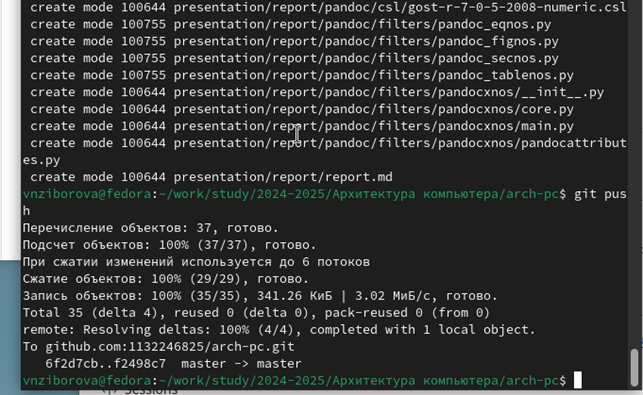 create mode 100644 presentation/report/pandoc/csl/gost-r-7-0-5-2008-numeric.csl
create mode 100755 presentation/report/pandoc/filters/pandoc_eqnos.py
create mode 100755 presentation/report/pandoc/filters/pandoc_fignos.py
create mode 100755 presentation/report/pandoc/filters/pandoc_secnos.py
create mode 100755 presentation/report/pandoc/filters/pandoc_tablenos.py
create mode 100644 presentation/report/pandoc/filters/pandocxnos/__init__.py
create mode 100644 presentation/report/pandoc/filters/pandocxnos/core.py
create mode 100644 presentation/report/pandoc/filters/pandocxnos/main.py
create mode 100644 presentation/report/pandoc/filters/pandocxnos/pandocattribut
es.py
create mode 100644 presentation/report/report.md
vnziborova@fedora:~/work/study/2024-2025/Архитектура компьютера/arch-pc$ git pus
h
Перечисление объектов: 37, готово.
Подсчет объектов: 100% (37/37), готово.
При сжатии изменений используется до 6 потоков
Сжатие объектов: 100% (29/29), готово.
Запись объектов: 100% (35/35), 341.26 КиБ | 3.02 МиБ/с, готово.
Total 35 (delta 4), reused 0 (delta 0), pack-reused 0 (from 0)
remote: Resolving deltas: 100% (4/4), completed with 1 local object.
To github.com:1132246825/arch-pc.git
6f2d7cb..f2498c7  master -> master
vnziborova@fedora:~/work/study/2024-2025/Архитектура компьютера/arch-pc$
Sessions